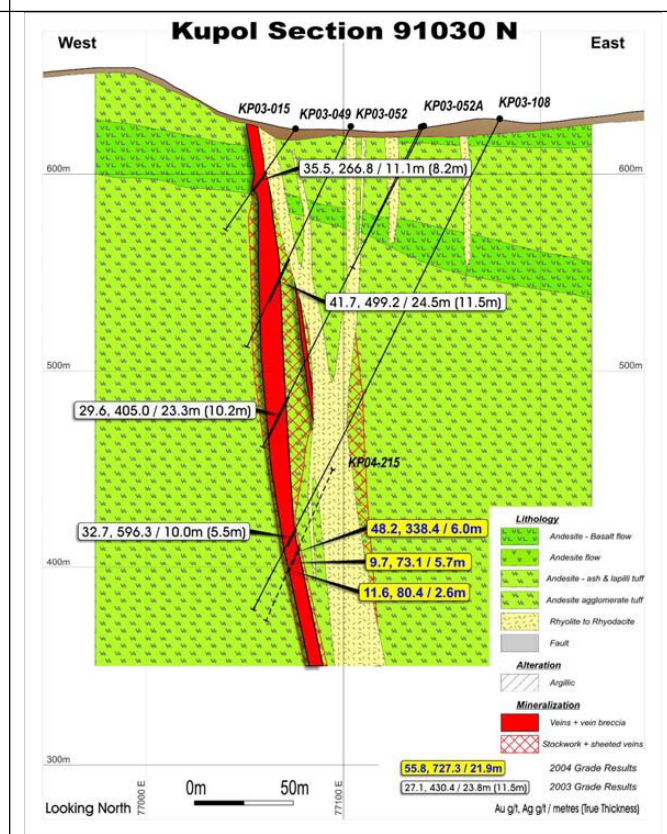 Kupol Section 91030 N
West
East
KP03-015
KP03-049
KP03-052
KP03-052A
KP03-108
600m
600m
35.5, 266.8 / 11.1m (8.2m)
41.7, 499.2 / 24.5m (11.5m)
500m
500m
29.6, 405.0 / 23.3m (10.2m)
KP04-215
32.7, 596.3 / 10.0m (5.5m)
48.2, 338.4 / 6.0m
9.7, 73.1 / 5.7m
11.6, 80.4 / 2.6m
400m
Lithology
Andesite - Basalt flow
Andesite flow
Andesite - ash & lapilli tuff
Andesite agglomerate tuff
Rhyolite to Rhyodacite
Fault
Alteration
Argillic
Mineralization
Veins + vein breccia
Stockwork + sheeted veins
300m
55.8, 727.3 / 21.9m
2004 Grade Results
27.1, 430.4 / 23.8m (11.5m)
2003 Grade Results
Au g/t, Ag g/t / metres (True Thickness)
Looking North
77000 E
0m
50m
77100 E